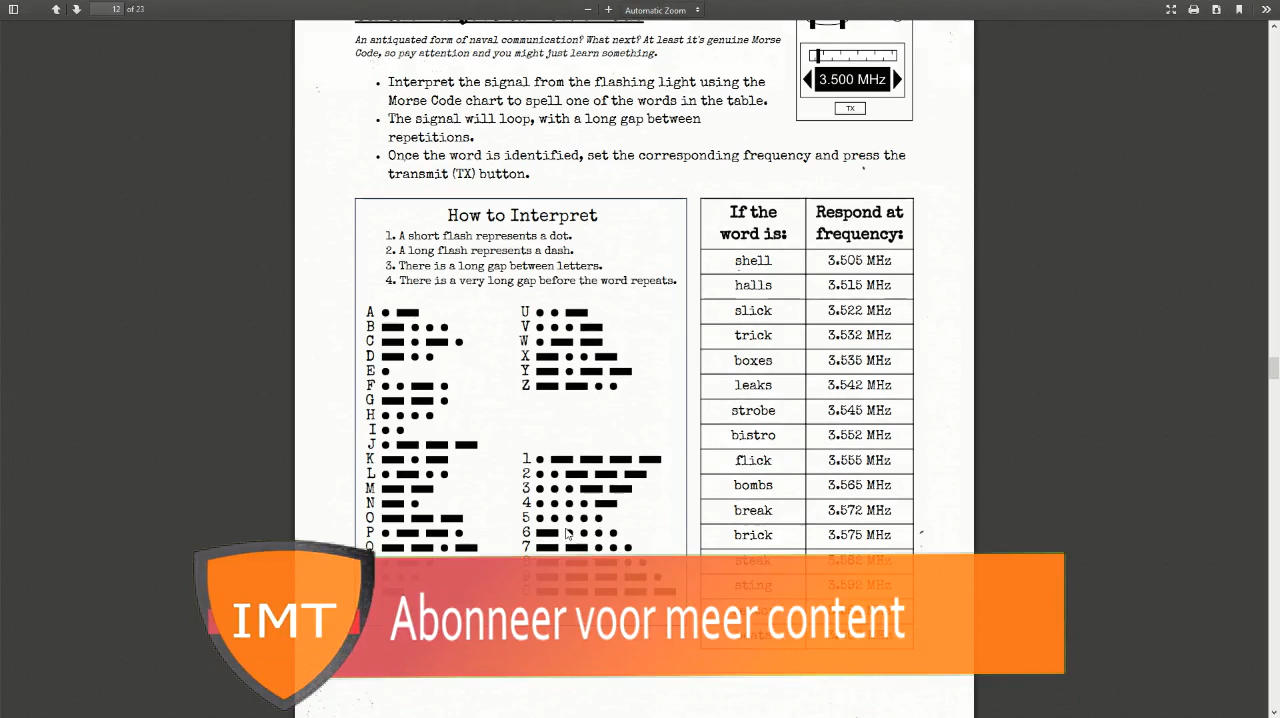 12 of 23
Automatic Zoom
An antiquated form of naval communication? What next? At least it's genuine Morse
Code, so pay attention and you might just learn something.
• Interpret the signal from the flashing light using the
Morse Code chart to spell one of the words in the table.
• The signal will loop, with a long gap between
repetitions.
• Once the word is identified, set the corresponding frequency and press the
transmit (TX) button.
3.500 MHz
TX
How to Interpret
1. A short flash represents a dot.
2. A long flash represents a dash.
3. There is a long gap between letters.
4. There is a very long gap before the word repeats.
A
B
C
D
E
F
G
H
I
J
K
L
M
N
O
P
Q
U
V
W
X
Y
Z
1
2
3
4
5
6
7
If the word is: Respond at frequency:
shell 3.505 MHz
halls 3.515 MHz
slick 3.522 MHz
trick 3.532 MHz
boxes 3.535 MHz
leaks 3.542 MHz
strobe 3.545 MHz
bistro 3.552 MHz
flick 3.555 MHz
bombs 3.565 MHz
break 3.572 MHz
brick 3.575 MHz
steak 3.582 MHz
sting 3.592 MHz
IMT
Abonneer voor meer content